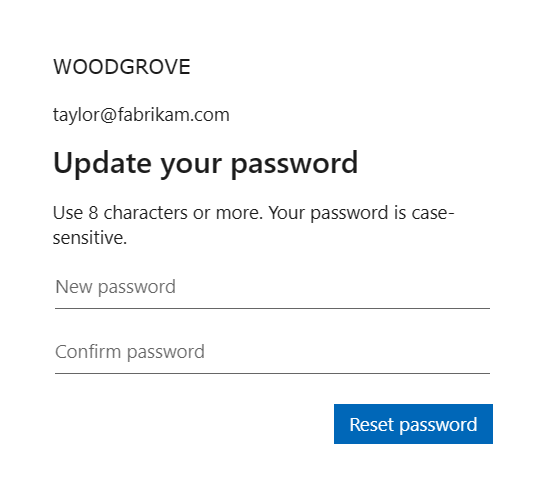 WOODGROVE
taylor@fabrikam.com
Update your password
Use 8 characters or more. Your password is case-
sensitive.
New password
Confirm password
Reset password